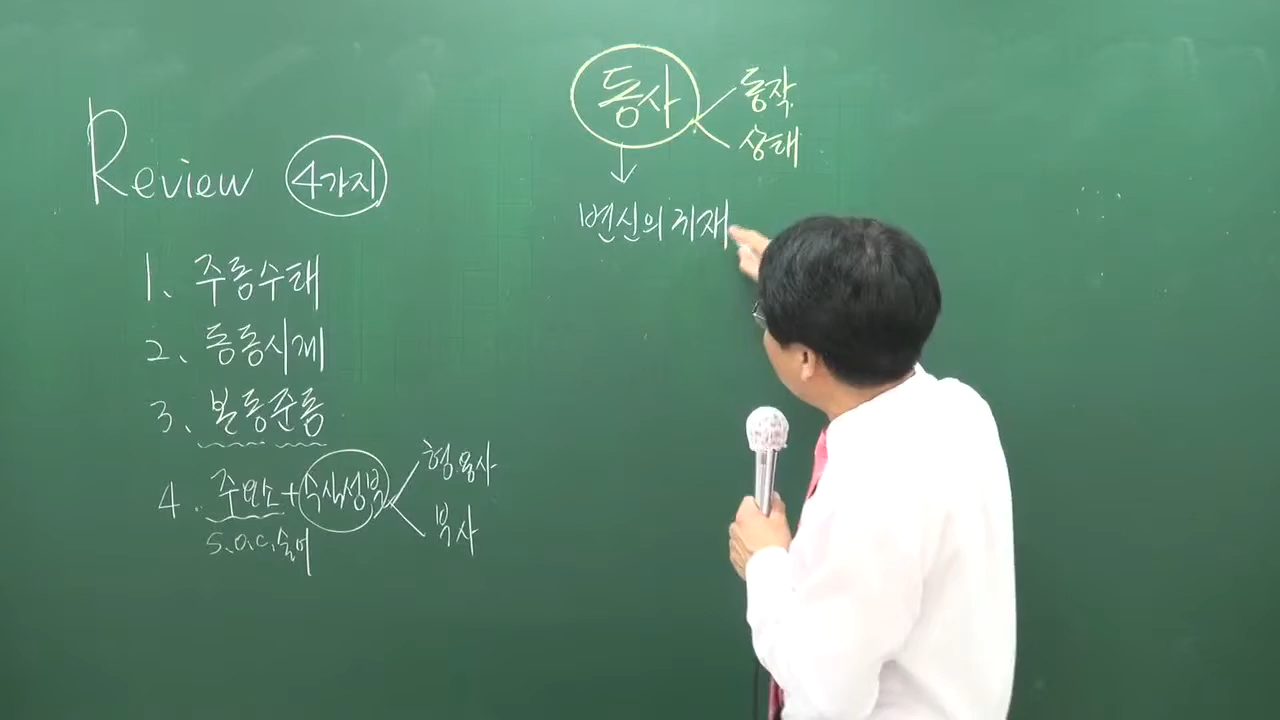 Review 4가지
1、주동수태
2、동동시제
3、본동준동
4. 주요소+수식성분
형용사
부사
S、O、C、술어
동사
동작
상태
변신의 귀재